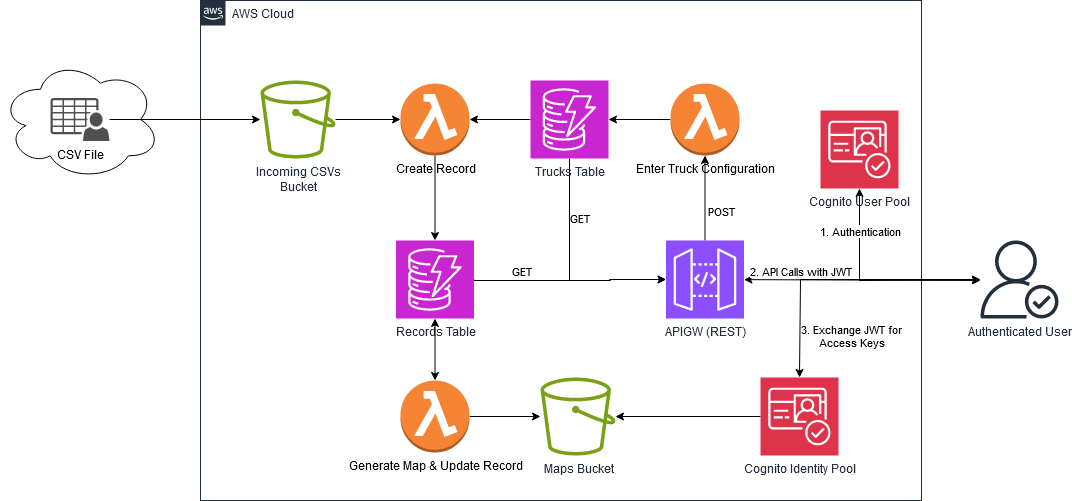 aws
AWS Cloud
CSV File
Incoming CSVs
Bucket
Create Record
Trucks Table
Enter Truck Configuration
Cognito User Pool
GET
POST
1. Authentication
GET
2. API Calls with JWT
Records Table
APIGW (REST)
3. Exchange JWT for
Access Keys
Authenticated User
Generate Map & Update Record
Maps Bucket
Cognito Identity Pool